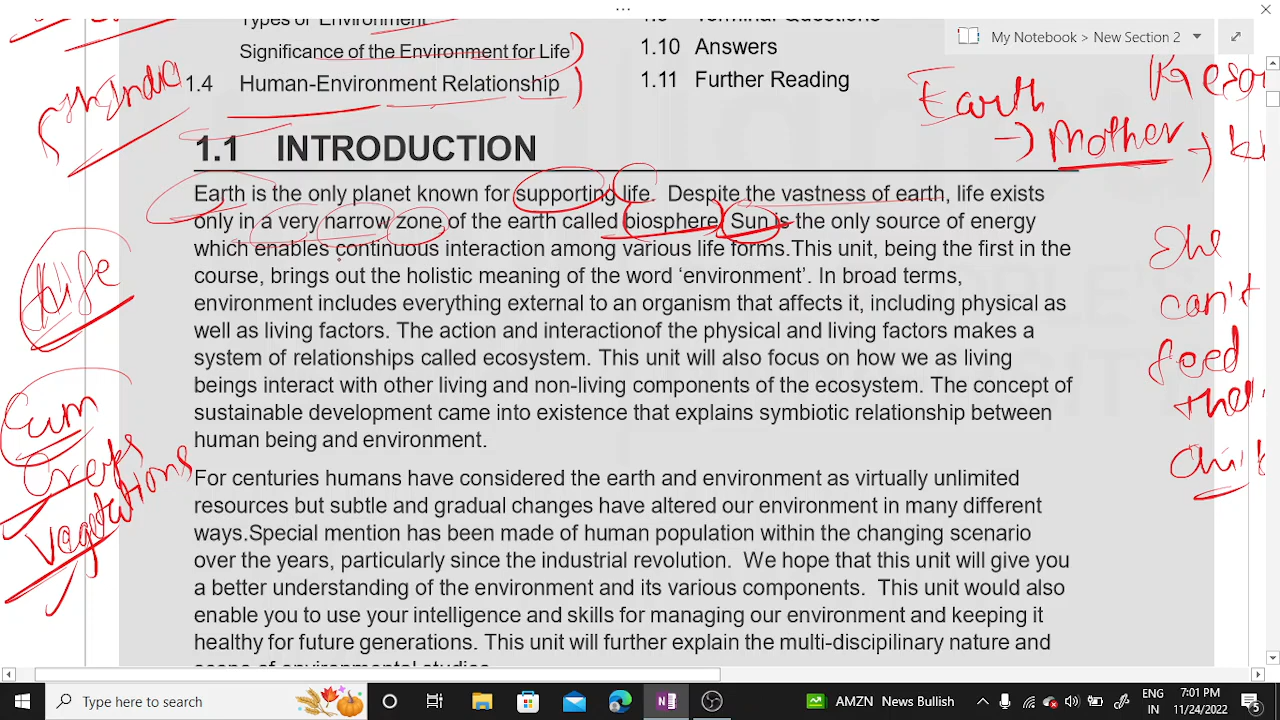 Types of Environment
Significance of the Environment for Life
1.4 Human-Environment Relationship
1.10 Answers
1.11 Further Reading
My Notebook > New Section 2
Earth
→ Mother →
She
can't
feed
1.1 INTRODUCTION
Earth is the only planet known for supporting life. Despite the vastness of earth, life exists
only in a very narrow zone of the earth called biosphere. Sun is the only source of energy
which enables continuous interaction among various life forms.This unit, being the first in the
course, brings out the holistic meaning of the word ‘environment’. In broad terms,
environment includes everything external to an organism that affects it, including physical as
well as living factors. The action and interactionof the physical and living factors makes a
system of relationships called ecosystem. This unit will also focus on how we as living
beings interact with other living and non-living components of the ecosystem. The concept of
sustainable development came into existence that explains symbiotic relationship between
human being and environment.
For centuries humans have considered the earth and environment as virtually unlimited
resources but subtle and gradual changes have altered our environment in many different
ways.Special mention has been made of human population within the changing scenario
over the years, particularly since the industrial revolution. We hope that this unit will give you
a better understanding of the environment and its various components. This unit would also
enable you to use your intelligence and skills for managing our environment and keeping it
healthy for future generations. This unit will further explain the multi-discipilinary nature and
Life
Crops
Vegetations
Type here to search
AMZN News Bullish
ENG
IN
7:01 PM
11/24/2022
5